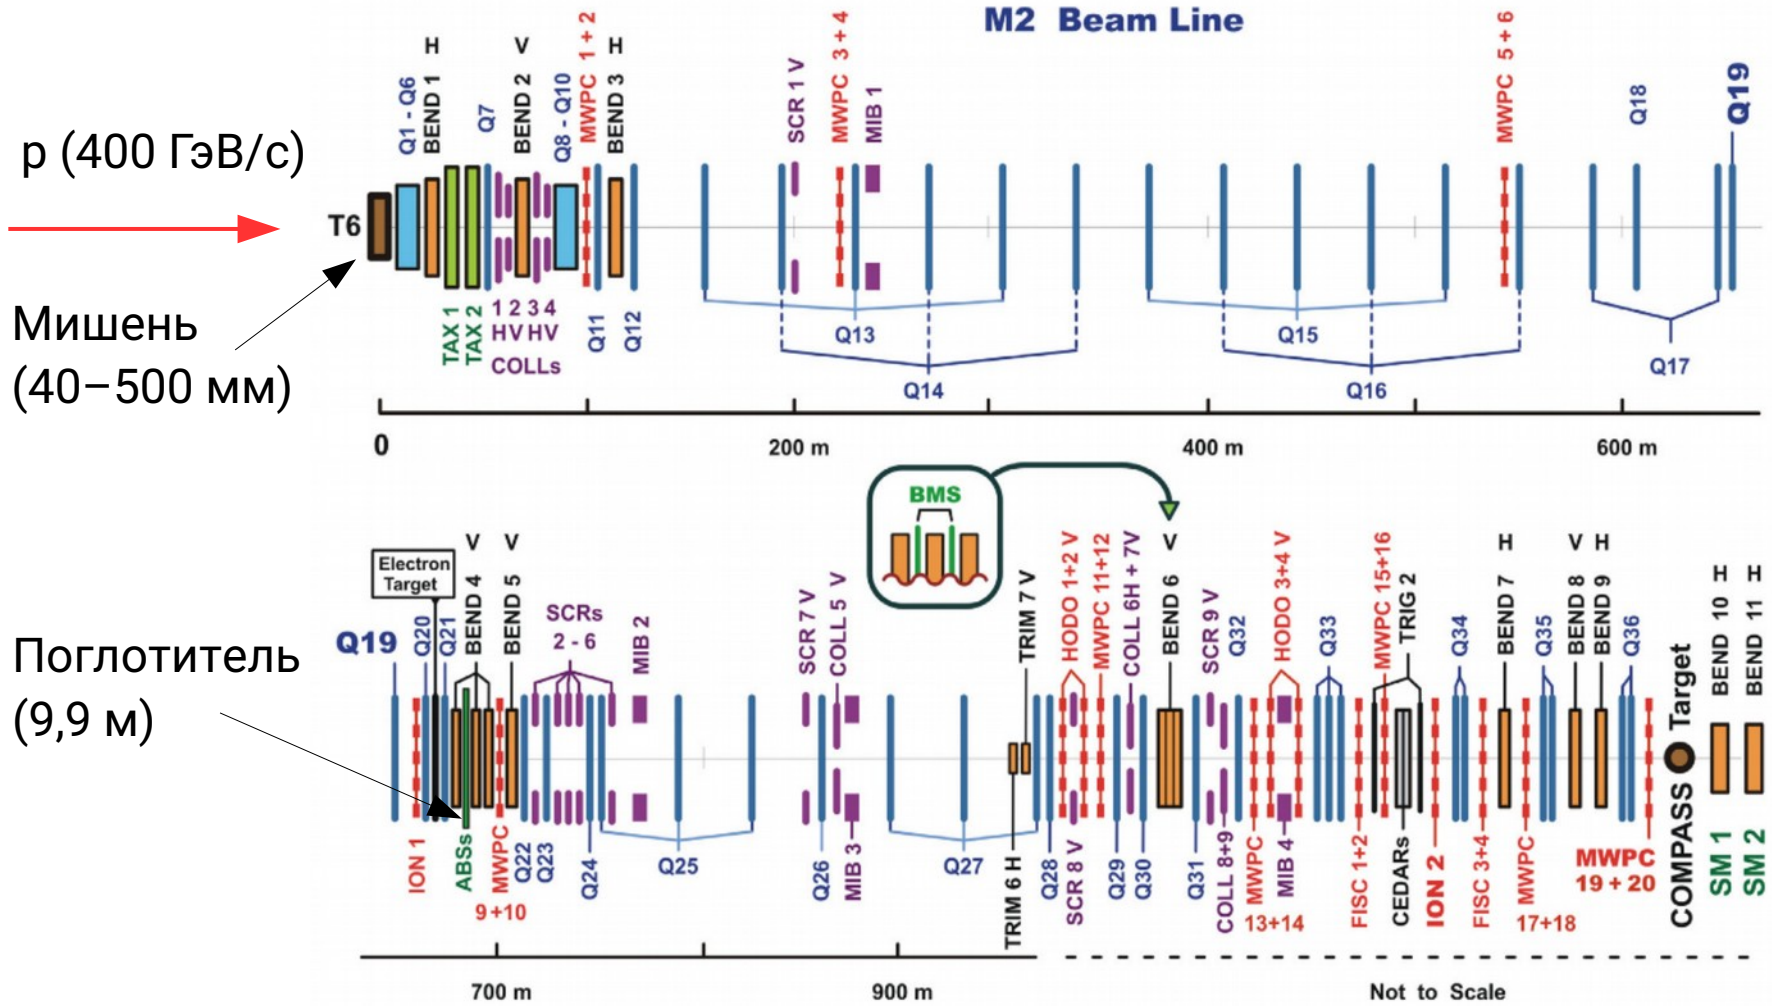 M2 Beam Line
p (400 ГэВ/с)
T6
Мишень
(40–500 мм)
Q1 - Q6
BEND 1 H
Q7
BEND 2 V
Q8 - Q10
MWPC 1 + 2
BEND 3 H
SCR 1 V
MWPC 3 + 4
MIB 1
MWPC 5 + 6
Q18
Q19
TAX 1
TAX 2
1 2 3 4
H V H V
COLLs
Q11
Q12
Q13
Q14
Q15
Q16
Q17
0
200 m
400 m
600 m
BMS
Electron
Target
Поглотитель
(9,9 м)
Q19
Q20
Q21
BEND 4 V
BEND 5 V
SCRs
2 - 6
MIB 2
SCR 7 V
COLL 5 V
TRIM 7 V
HODO 1+2 V
MWPC 11+12
COLL 6H + 7V
BEND 6 V
SCR 9 V
Q32
HODO 3+4 V
Q33
MWPC 15+16
TRIG 2
Q34
BEND 7 H
Q35
BEND 8 V
BEND 9 H
Q36
COMPASS Target
BEND 10 H
BEND 11 H
ION 1
ABSs
MWPC
9 +10
Q22
Q23
Q24
Q25
Q26
MIB 3
Q27
TRIM 6 H
Q28
SCR 8 V
Q29
Q30
Q31
COLL 8+9
MWPC
13+14
MIB 4
FISC 1+2
CEDARs
ION 2
FISC 3+4
MWPC
17+18
MWPC
19 + 20
SM 1
SM 2
700 m
900 m
Not to Scale